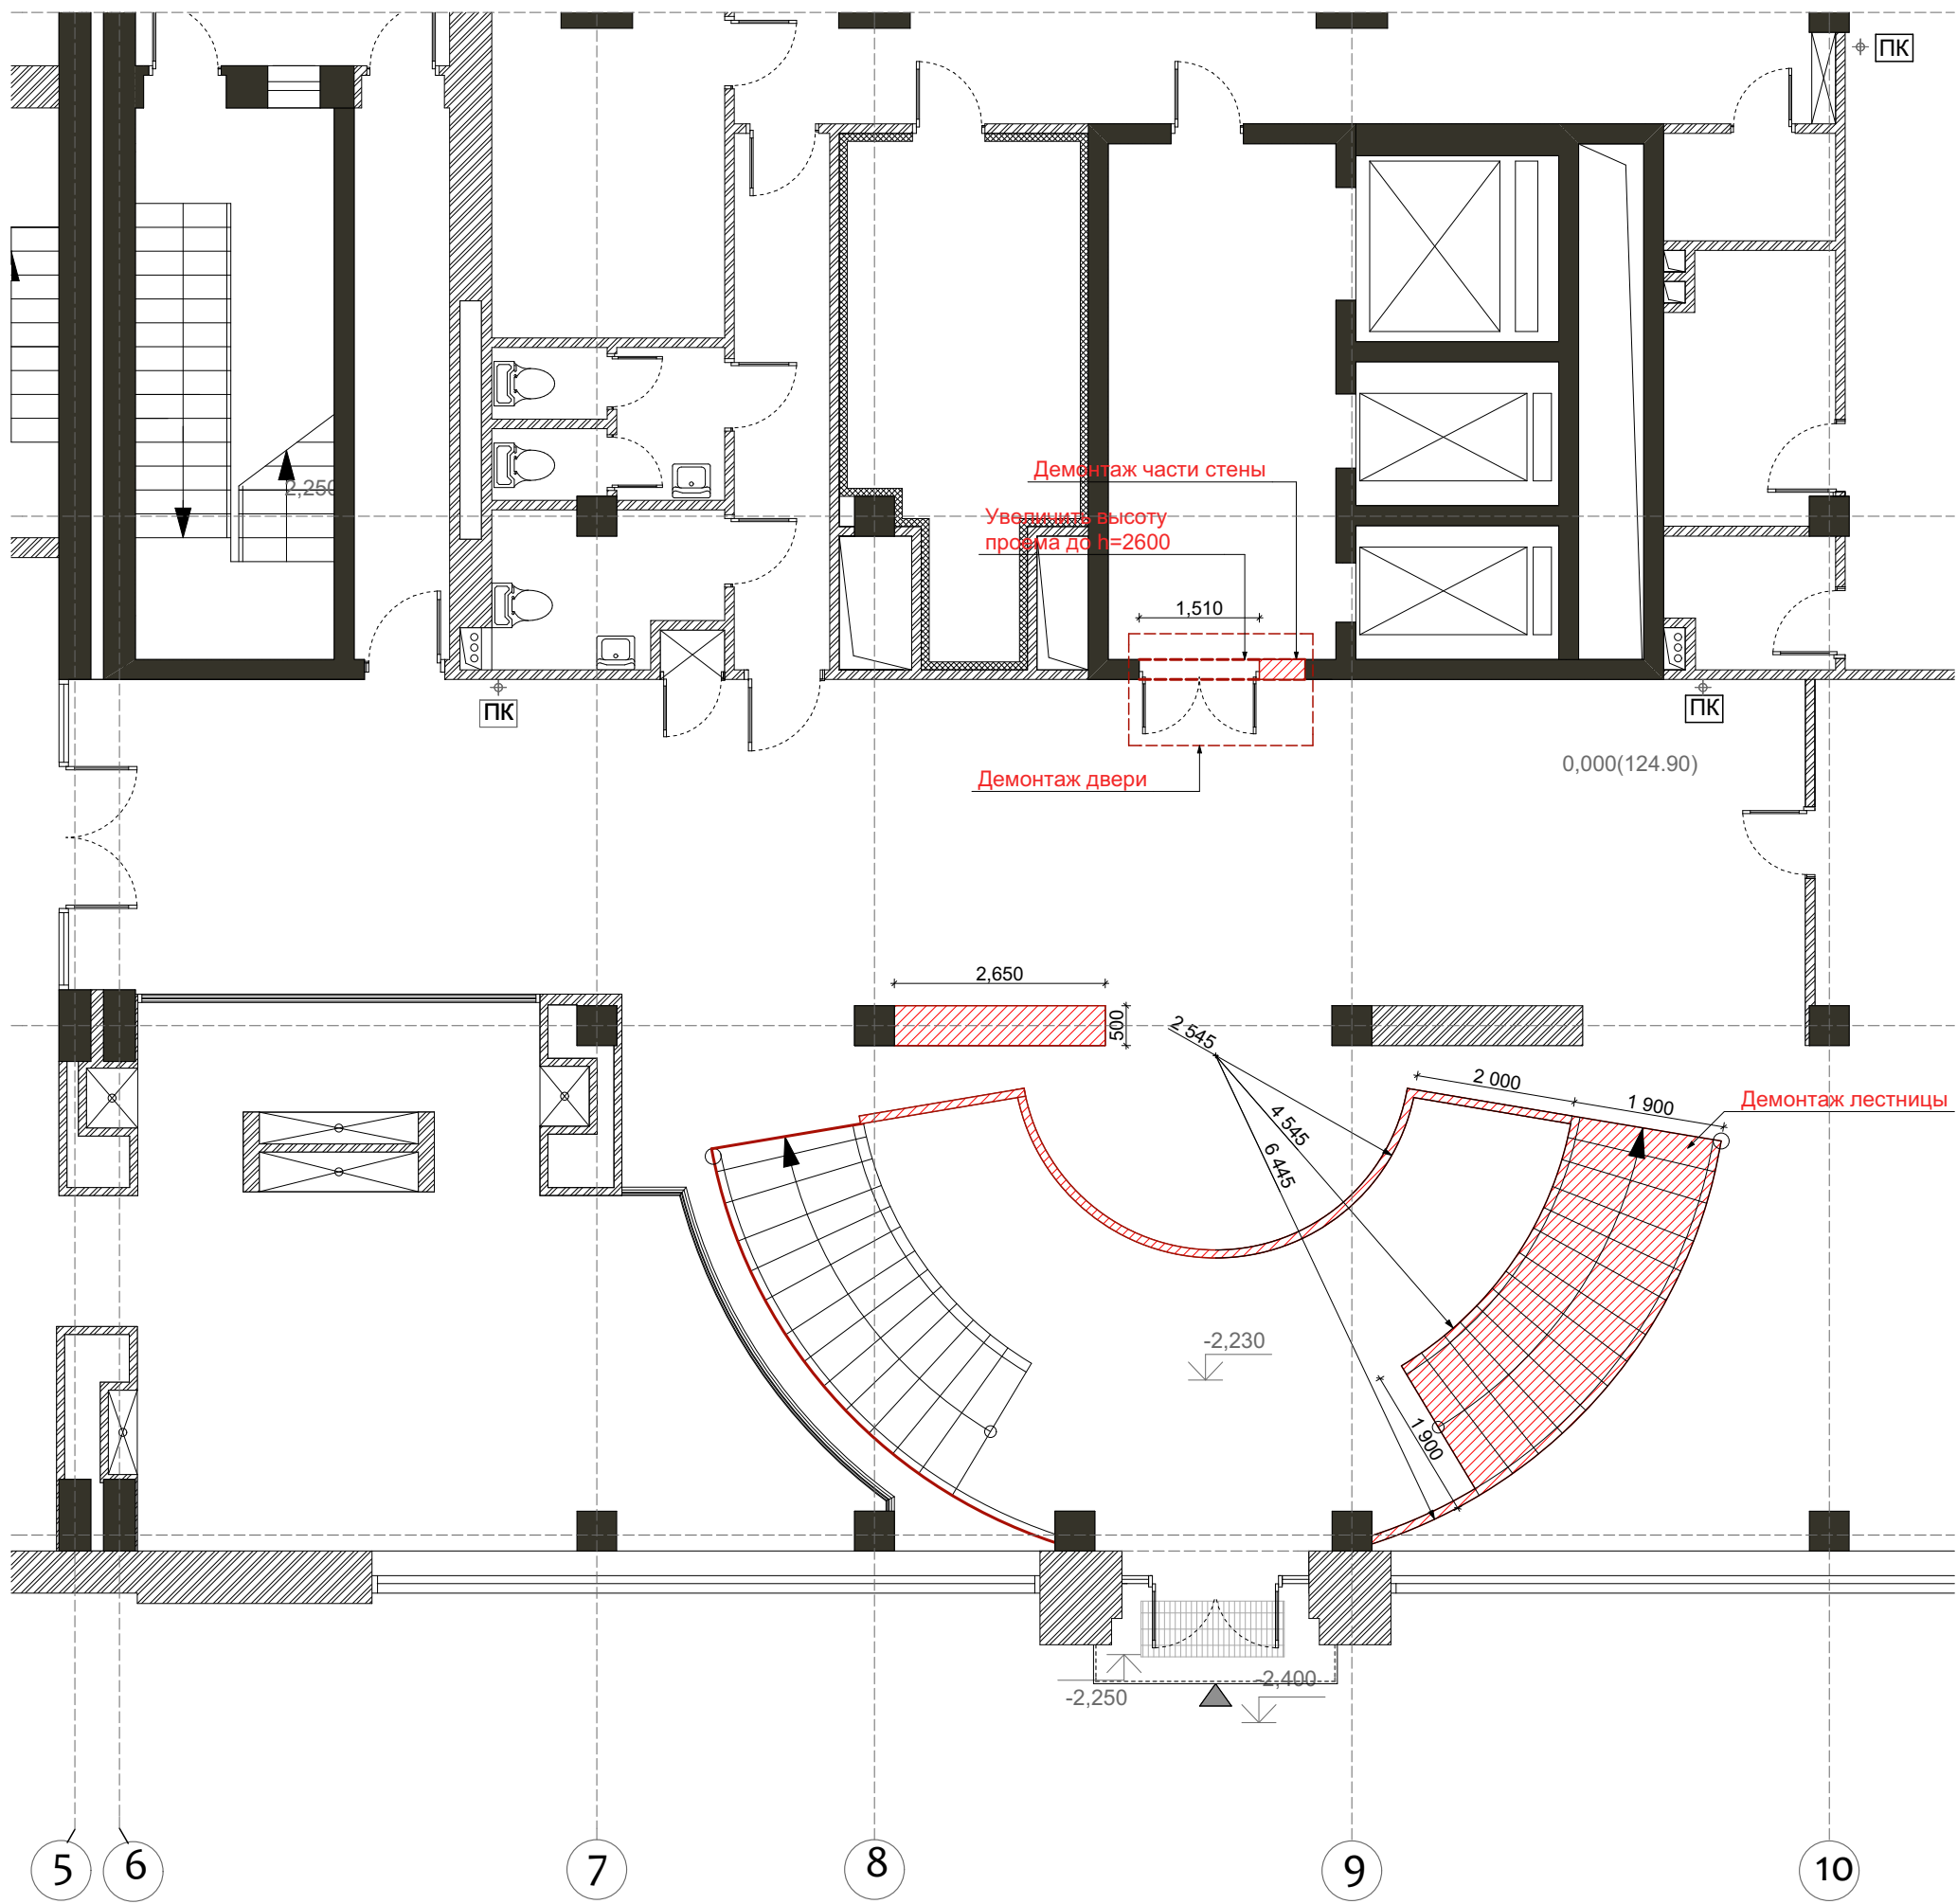 ПК
2,250
Демонтаж части стены
Увеличить высоту
проема до h=2600
1,510
ПК
ПК
0,000(124.90)
Демонтаж двери
2,650
500
2 545
4 545
6 445
2 000
1 900
Демонтаж лестницы
-2,230
1 900
-2,250
-2,400
5
6
7
8
9
10